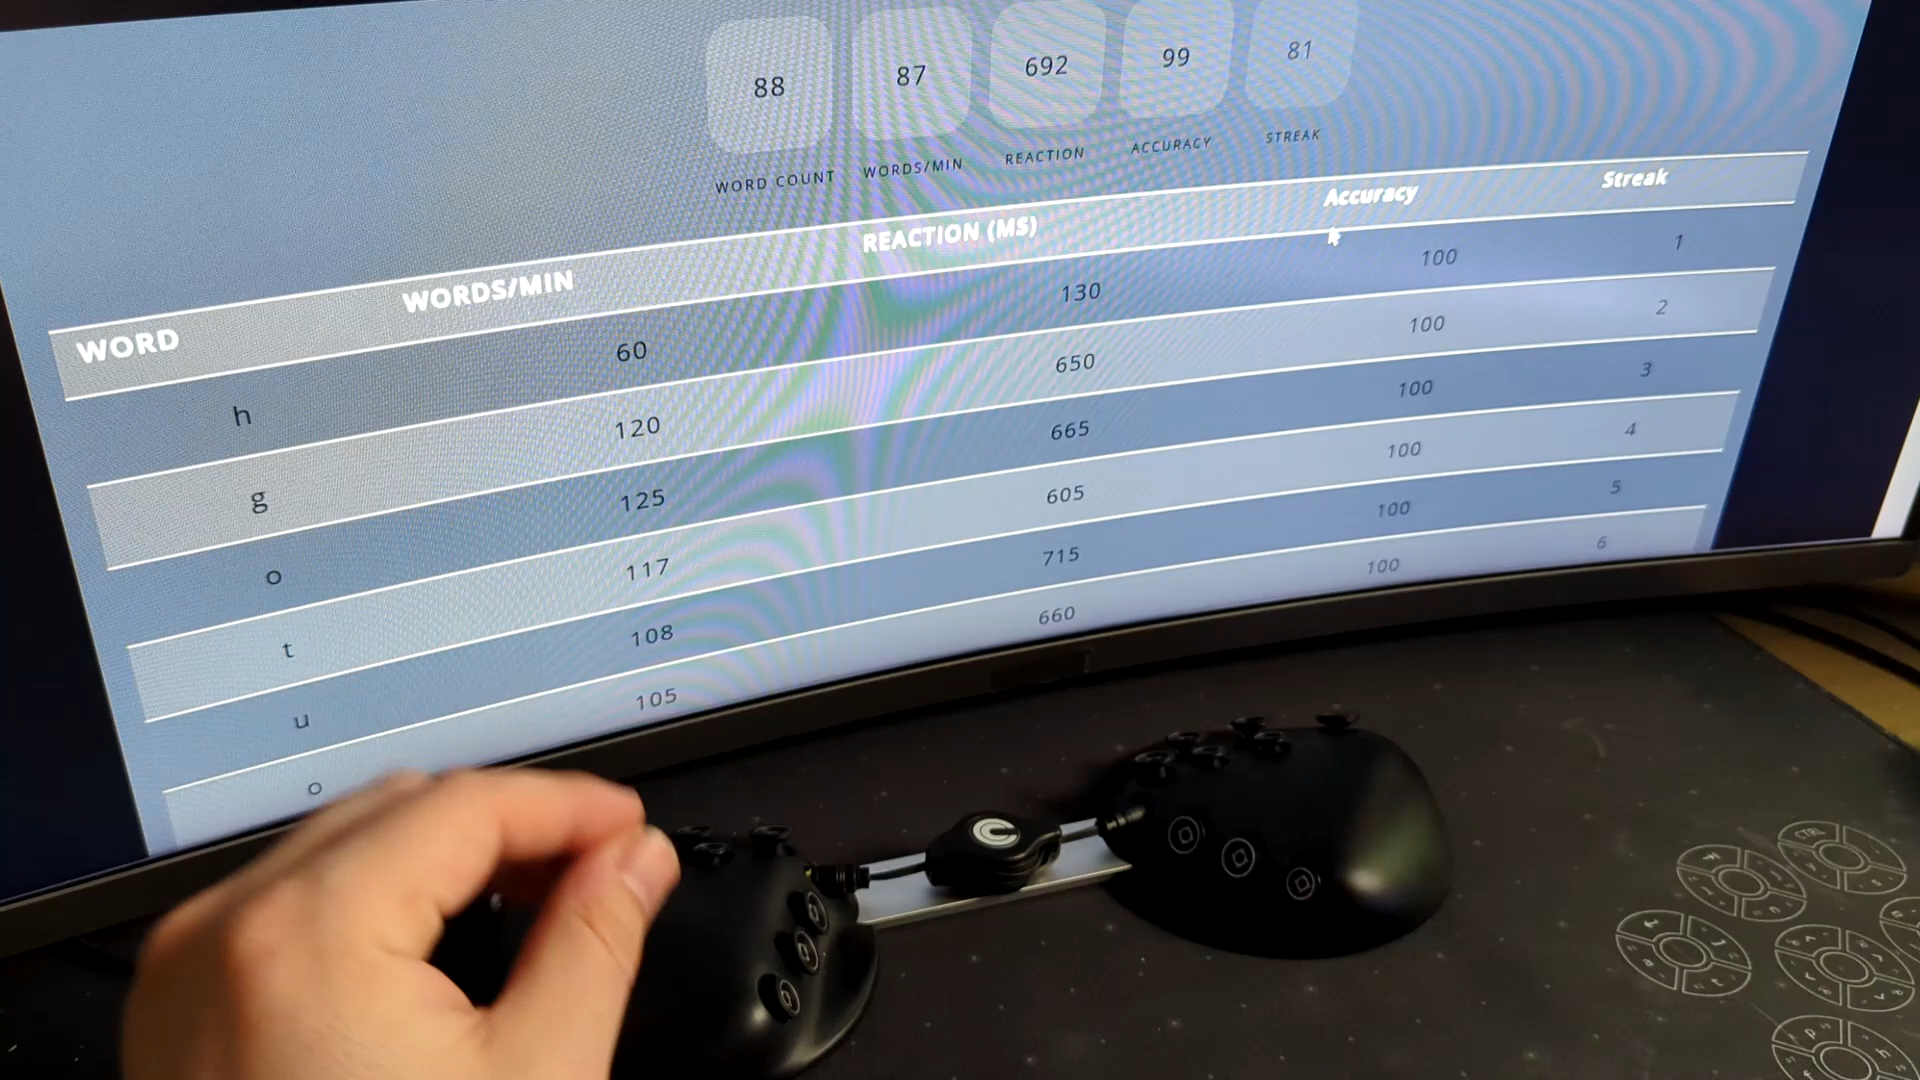 88 87 692 99 81
WORD COUNT WORDS/MIN REACTION ACCURACY STREAK
WORD WORDS/MIN REACTION (MS) Accuracy Streak
h 60 130 100 1
g 120 650 100 2
o 125 665 100 3
t 117 605 100 4
u 108 715 100 5
o 105 660 100 6
CTRL